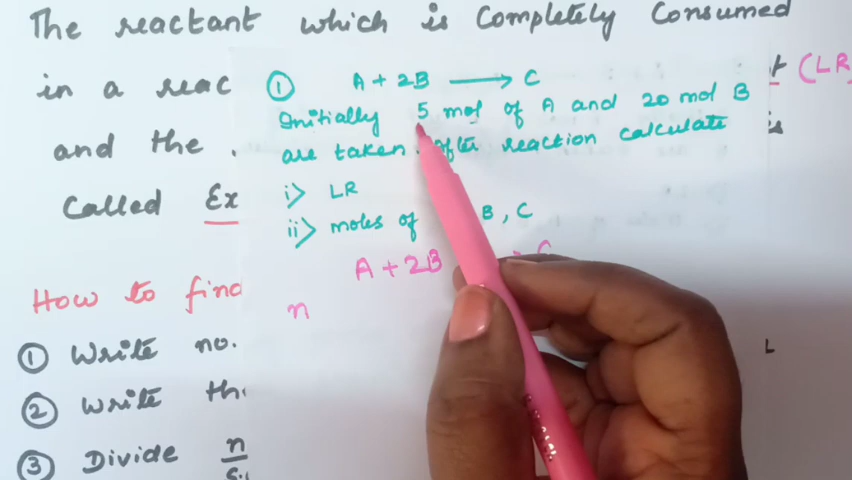 The reactant which is Completely Consumed
in a reac
(LR)
and the
is
Called Ex
① A + 2B ⟶ C
Initially 5 mol of A and 20 mol B
are taken. after reaction calculate
i> LR
ii> moles of B, C
A + 2B
n
How to find
① Write no.
② Write the
③ Divide n
L